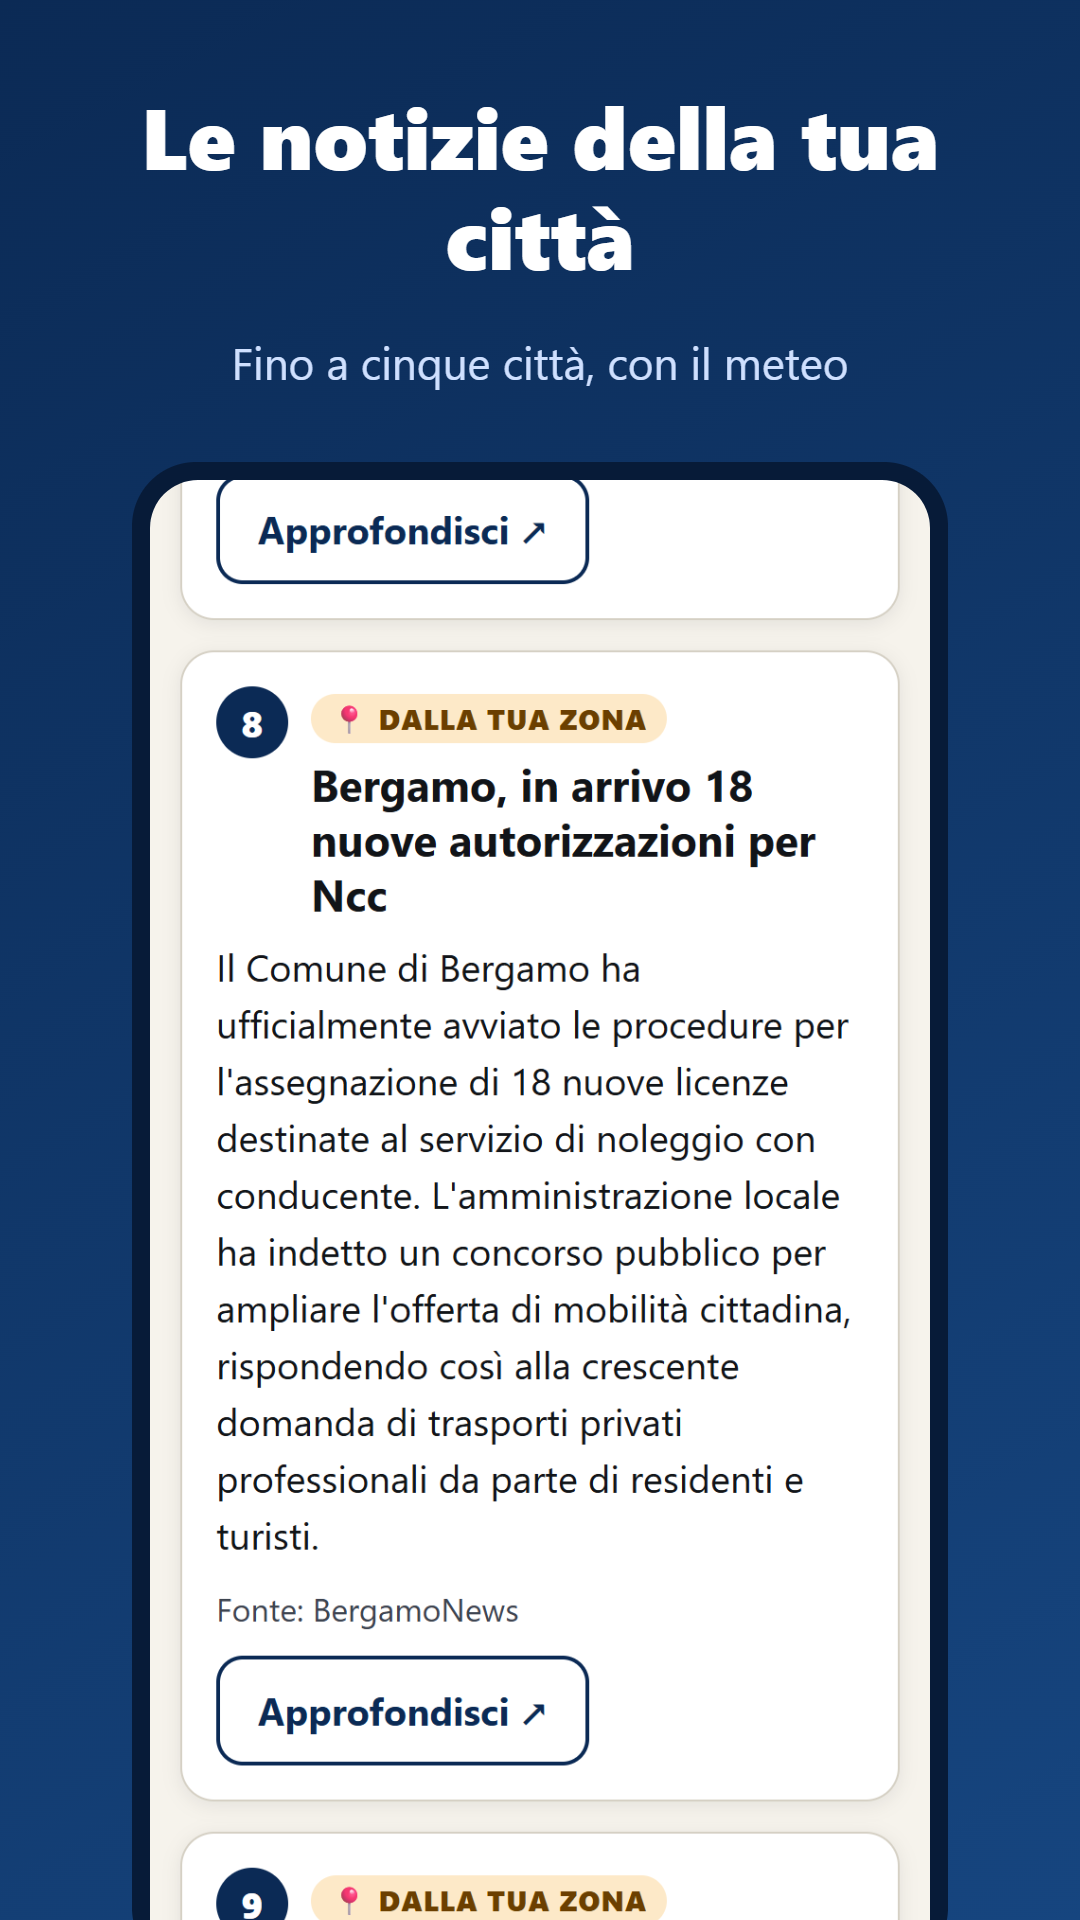 Le notizie della tua
città
Fino a cinque città, con il meteo
Approfondisci ↗
8
📍 DALLA TUA ZONA
Bergamo, in arrivo 18
nuove autorizzazioni per
Ncc
Il Comune di Bergamo ha
ufficialmente avviato le procedure per
l'assegnazione di 18 nuove licenze
destinate al servizio di noleggio con
conducente. L'amministrazione locale
ha indetto un concorso pubblico per
ampliare l'offerta di mobilità cittadina,
rispondendo così alla crescente
domanda di trasporti privati
professionali da parte di residenti e
turisti.
Fonte: BergamoNews
Approfondisci ↗
9
📍 DALLA TUA ZONA